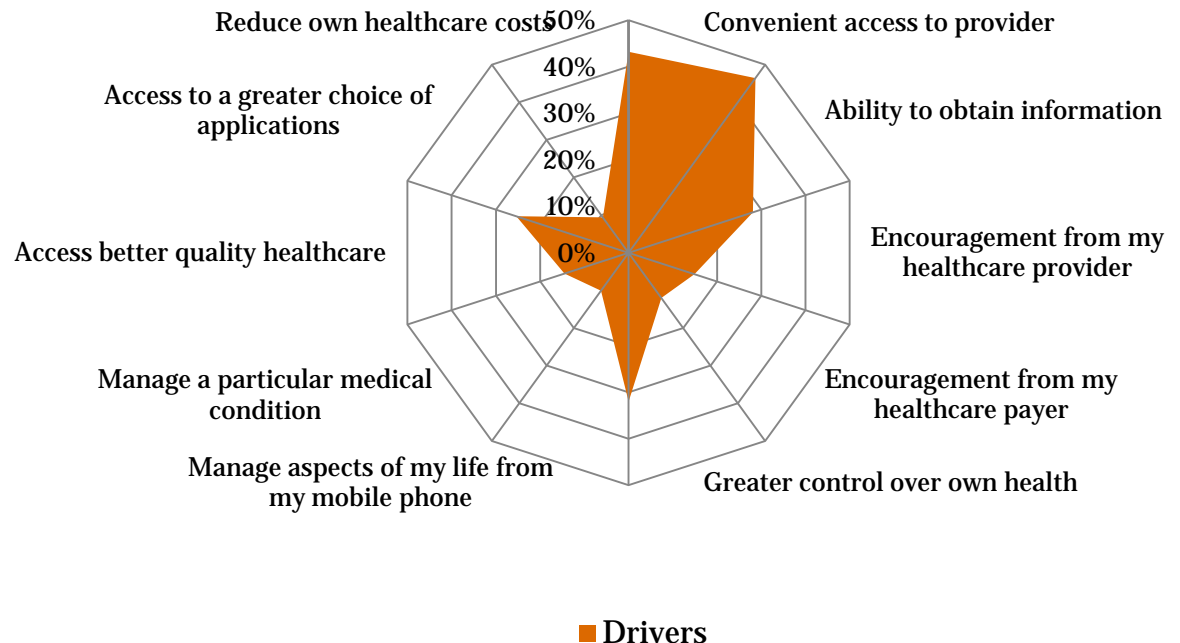 Reduce own healthcare costs
50%
Convenient access to provider
40%
Access to a greater choice of
applications
Ability to obtain information
30%
20%
10%
Access better quality healthcare
0%
Encouragement from my
healthcare provider
Manage a particular medical
condition
Encouragement from my
healthcare payer
Manage aspects of my life from
my mobile phone
Greater control over own health
Drivers